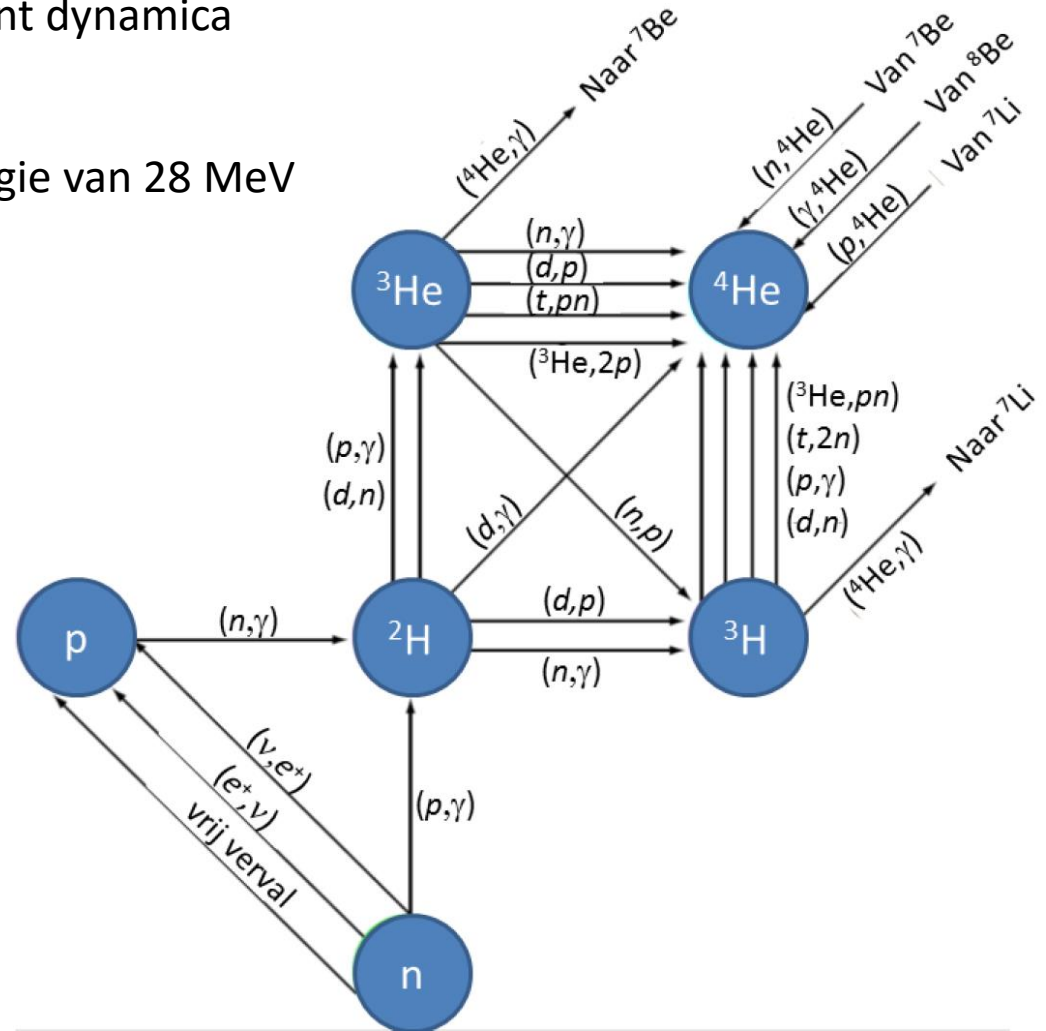 nt dynamica
gie van 28 MeV
Naar ⁷Be
Van ⁷Be
Van ⁸Be
Van ⁷Li
(⁴He,γ)
(n,⁴He)
(γ,⁴He)
(p,⁴He)
³He
(n,γ)
(d,p)
(t,pn)
(³He,2p)
⁴He
(p,γ)
(d,n)
(d,γ)
(n,p)
(³He,pn)
(t,2n)
(p,γ)
(d,n)
Naar ⁷Li
(⁴He,γ)
p
(n,γ)
²H
(d,p)
(n,γ)
³H
(ν,e⁺)
(e⁺,ν)
vrij verval
(p,γ)
n